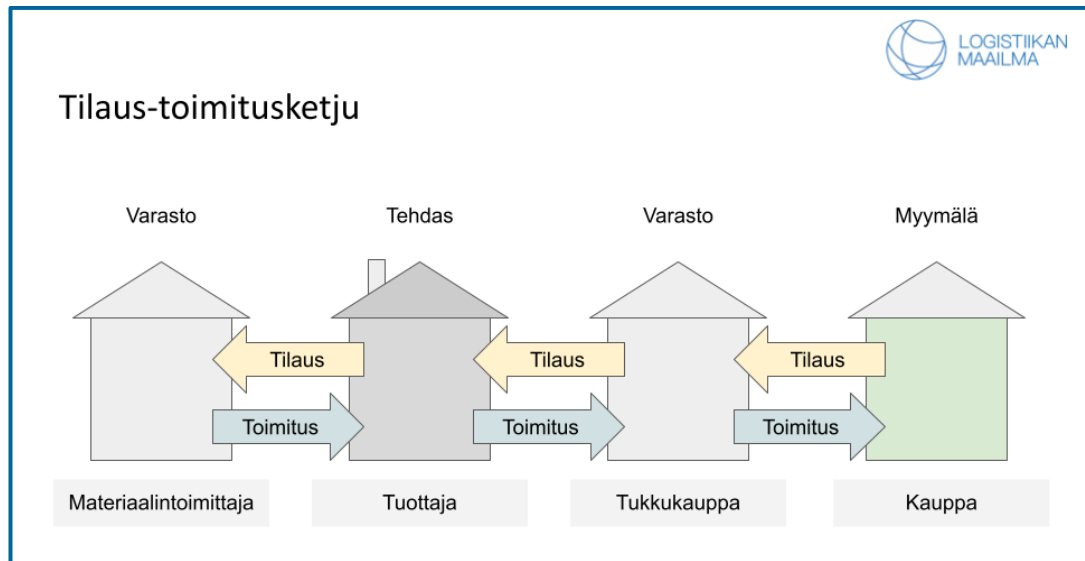 LOGISTIIKAN
MAAILMA
Tilaus-toimitusketju
Varasto
Tehdas
Varasto
Myymälä
Tilaus
Tilaus
Tilaus
Toimitus
Toimitus
Toimitus
Materiaalintoimittaja
Tuottaja
Tukkukauppa
Kauppa